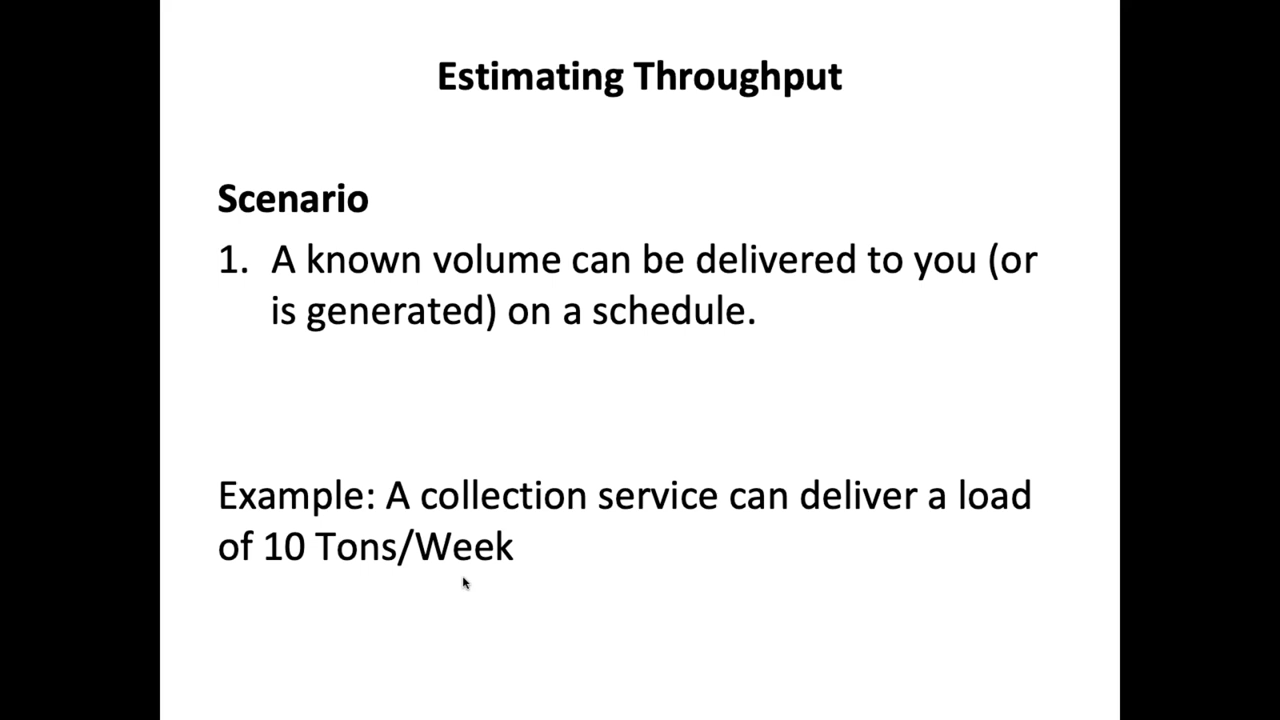 Estimating Throughput
Scenario
1. A known volume can be delivered to you (or
is generated) on a schedule.
Example: A collection service can deliver a load
of 10 Tons/Week